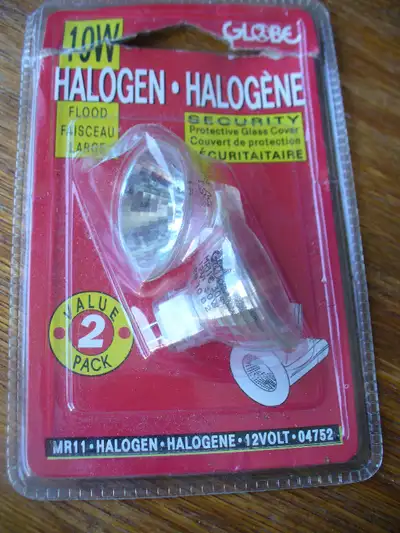 10W
GLOBE
HALOGEN • HALOGÈNE
FLOOD
FAISCEAU
LARGE
SECURITY
Protective Glass Cover
Couvert de protection
SÉCURITAITAIRE
VALUE
2
PACK
MR11 • HALOGEN • HALOGENE • 12VOLT • 04752